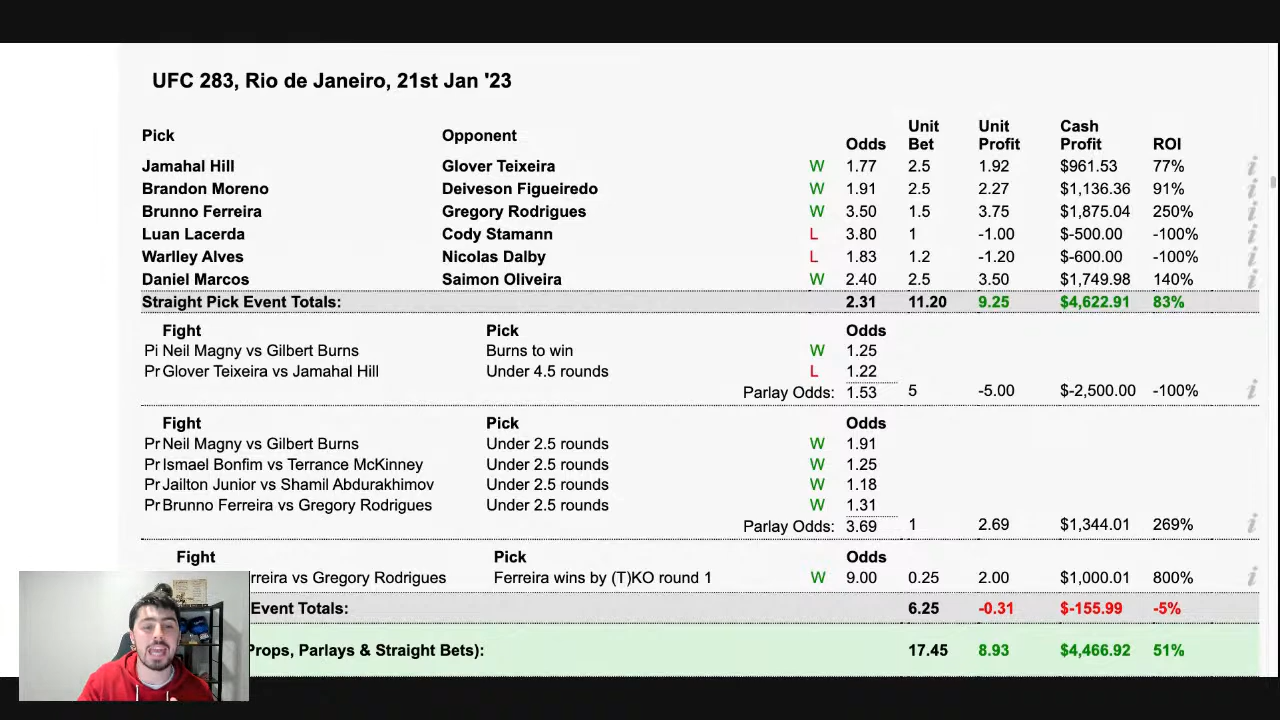 UFC 283, Rio de Janeiro, 21st Jan '23
Pick Opponent Odds Unit Bet Unit Profit Cash Profit ROI
Jamahal Hill Glover Teixeira W 1.77 2.5 1.92 $961.53 77%
Brandon Moreno Deiveson Figueiredo W 1.91 2.5 2.27 $1,136.36 91%
Brunno Ferreira Gregory Rodrigues W 3.50 1.5 3.75 $1,875.04 250%
Luan Lacerda Cody Stamann L 3.80 1 -1.00 $-500.00 -100%
Warlley Alves Nicolas Dalby L 1.83 1.2 -1.20 $-600.00 -100%
Daniel Marcos Saimon Oliveira W 2.40 2.5 3.50 $1,749.98 140%
Straight Pick Event Totals: 2.31 11.20 9.25 $4,622.91 83%
Fight Pick Odds
Pi Neil Magny vs Gilbert Burns Burns to win W 1.25
Pr Glover Teixeira vs Jamahal Hill Under 4.5 rounds L 1.22
Parlay Odds: 1.53 5 -5.00 $-2,500.00 -100%
Fight Pick Odds
Pr Neil Magny vs Gilbert Burns Under 2.5 rounds W 1.91
Pr Ismael Bonfim vs Terrance McKinney Under 2.5 rounds W 1.25
Pr Jailton Junior vs Shamil Abdurakhimov Under 2.5 rounds W 1.18
Pr Brunno Ferreira vs Gregory Rodrigues Under 2.5 rounds W 1.31
Parlay Odds: 3.69 1 2.69 $1,344.01 269%
Fight Pick Odds
rreira vs Gregory Rodrigues Ferreira wins by (T)KO round 1 W 9.00 0.25 2.00 $1,000.01 800%
Event Totals: 6.25 -0.31 $-155.99 -5%
Props, Parlays & Straight Bets): 17.45 8.93 $4,466.92 51%